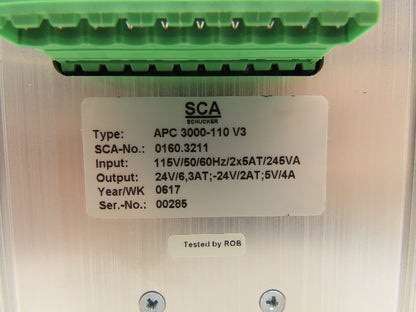 SCA
SCHUCKER
Type: APC 3000-110 V3
SCA-No.: 0160.3211
Input: 115V/50/60Hz/2x5AT/245VA
Output: 24V/6,3AT;-24V/2AT;5V/4A
Year/WK 0617
Ser.-No.: 00285
Tested by ROB